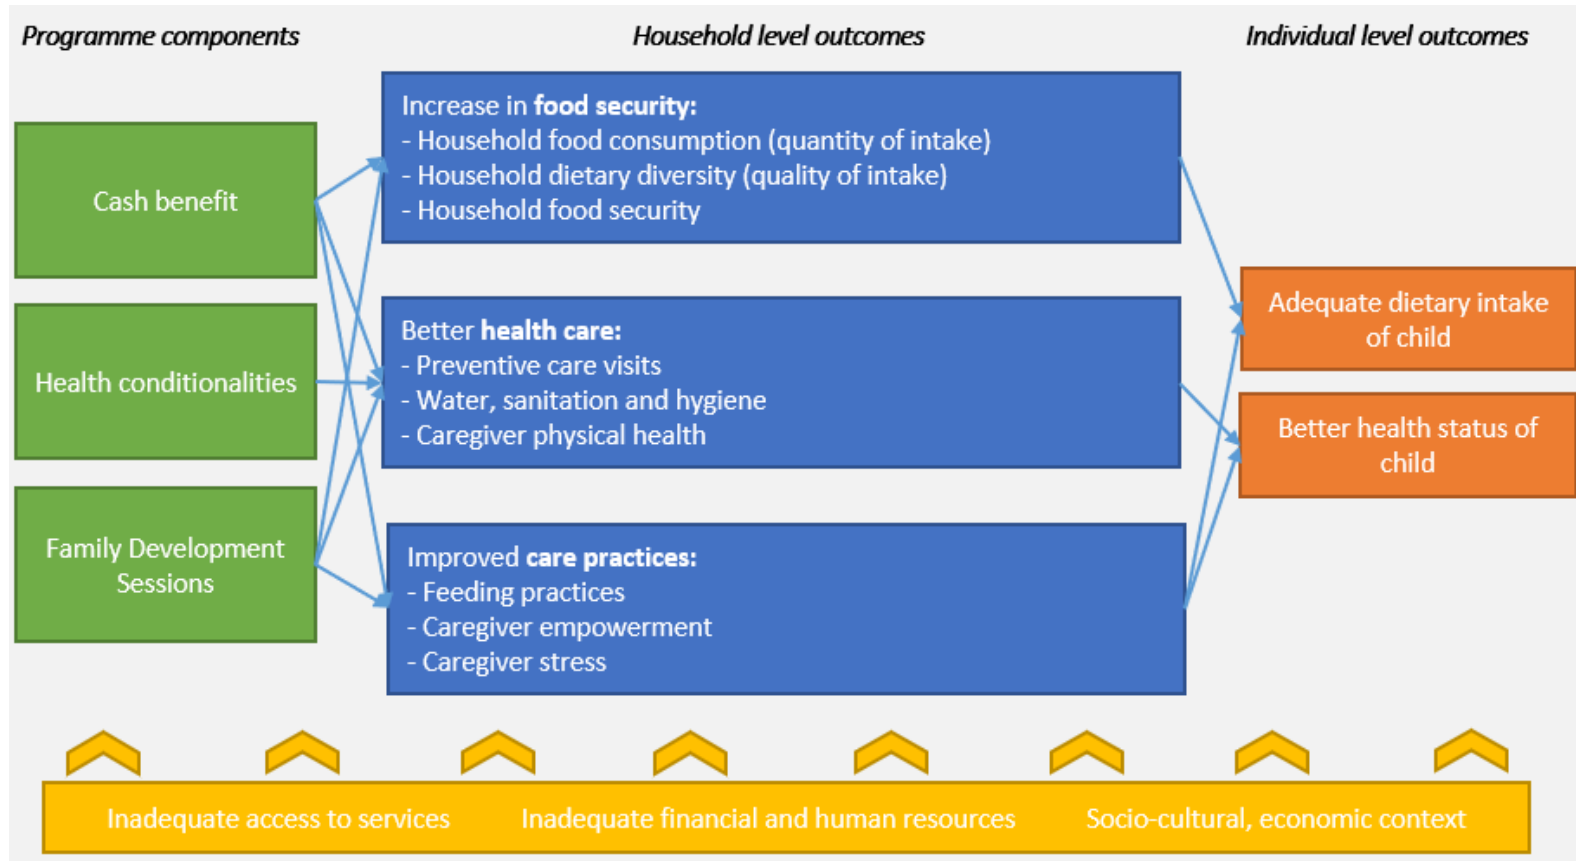 Programme components
Household level outcomes
Individual level outcomes
Cash benefit
Health conditionalities
Family Development
Sessions
Increase in food security:
- Household food consumption (quantity of intake)
- Household dietary diversity (quality of intake)
- Household food security
Better health care:
- Preventive care visits
- Water, sanitation and hygiene
- Caregiver physical health
Improved care practices:
- Feeding practices
- Caregiver empowerment
- Caregiver stress
Adequate dietary intake
of child
Better health status of
child
Inadequate access to services
Inadequate financial and human resources
Socio-cultural, economic context